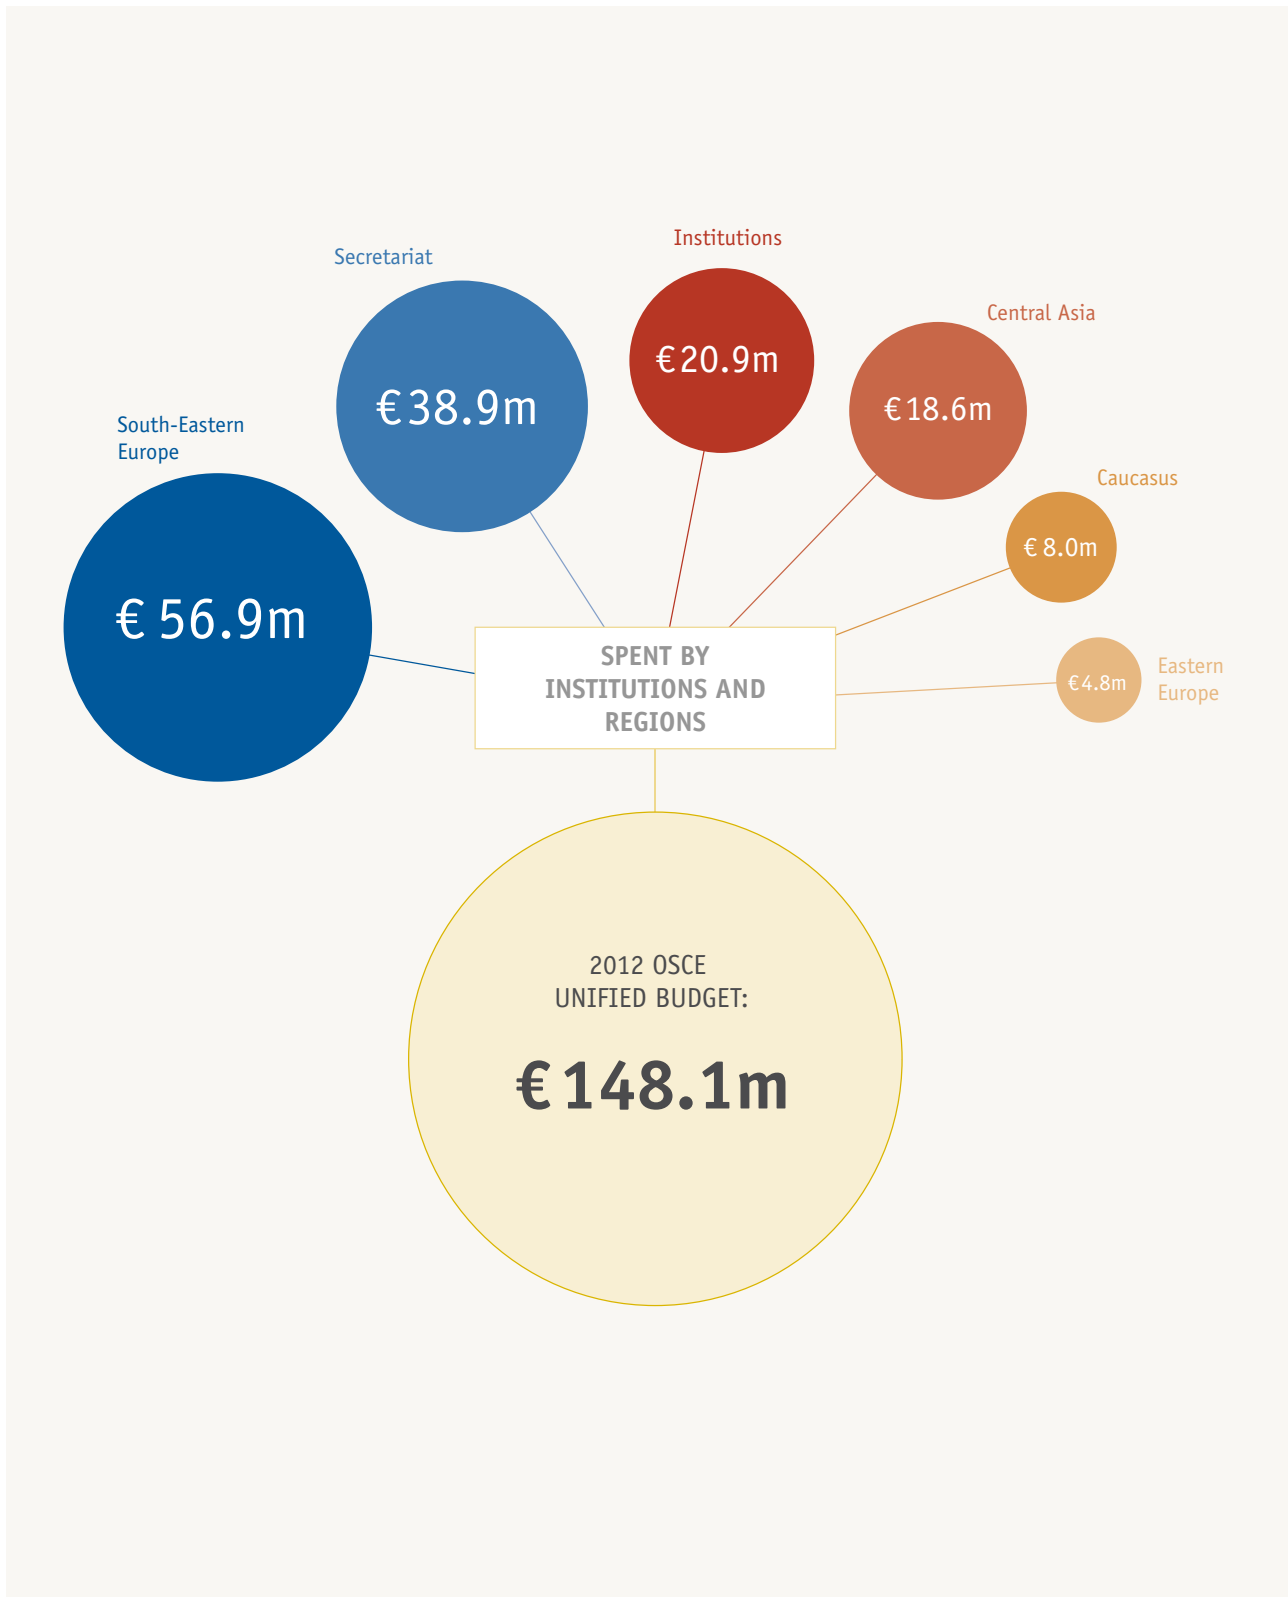 Institutions
Secretariat
€ 20.9m
Central Asia
€ 38.9m
€ 18.6m
South-Eastern
Europe
Caucasus
€ 8.0m
€ 56.9m
SPENT BY
INSTITUTIONS AND
REGIONS
€ 4.8m
Eastern
Europe
2012 OSCE
UNIFIED BUDGET:
€ 148.1m